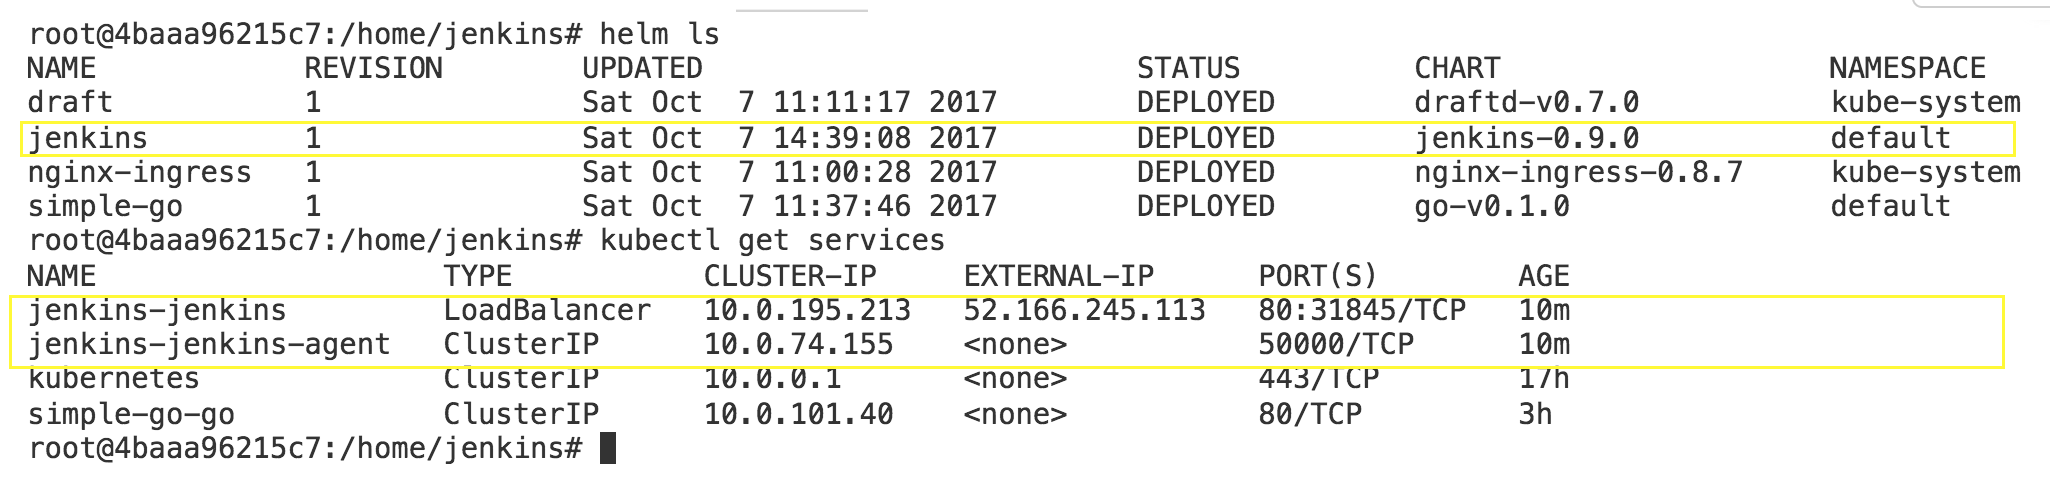 root@4baaa96215c7:/home/jenkins# helm ls
NAME            REVISION        UPDATED                         STATUS          CHART                   NAMESPACE
draft           1               Sat Oct  7 11:11:17 2017        DEPLOYED        draftd-v0.7.0           kube-system
jenkins         1               Sat Oct  7 14:39:08 2017        DEPLOYED        jenkins-0.9.0           default
nginx-ingress   1               Sat Oct  7 11:00:28 2017        DEPLOYED        nginx-ingress-0.8.7     kube-system
simple-go       1               Sat Oct  7 11:37:46 2017        DEPLOYED        go-v0.1.0               default
root@4baaa96215c7:/home/jenkins# kubectl get services
NAME                    TYPE           CLUSTER-IP     EXTERNAL-IP      PORT(S)        AGE
jenkins-jenkins         LoadBalancer   10.0.195.213   52.166.245.113   80:31845/TCP   10m
jenkins-jenkins-agent   ClusterIP      10.0.74.155    <none>           50000/TCP      10m
kubernetes              ClusterIP      10.0.0.1       <none>           443/TCP        17h
simple-go-go            ClusterIP      10.0.101.40    <none>           80/TCP         3h
root@4baaa96215c7:/home/jenkins#